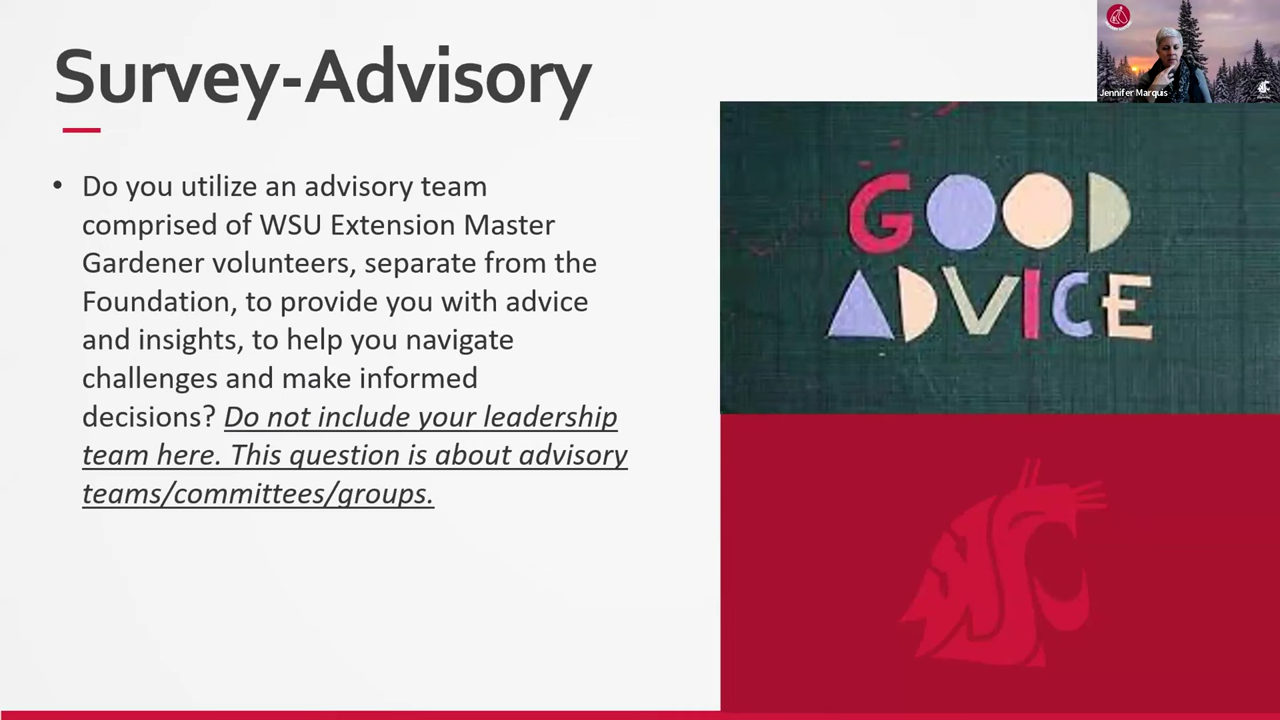 Survey-Advisory
• Do you utilize an advisory team
comprised of WSU Extension Master
Gardener volunteers, separate from the
Foundation, to provide you with advice
and insights, to help you navigate
challenges and make informed
decisions? Do not include your leadership
team here. This question is about advisory
teams/committees/groups.
GOOD
ADVICE
Jennifer Marquis